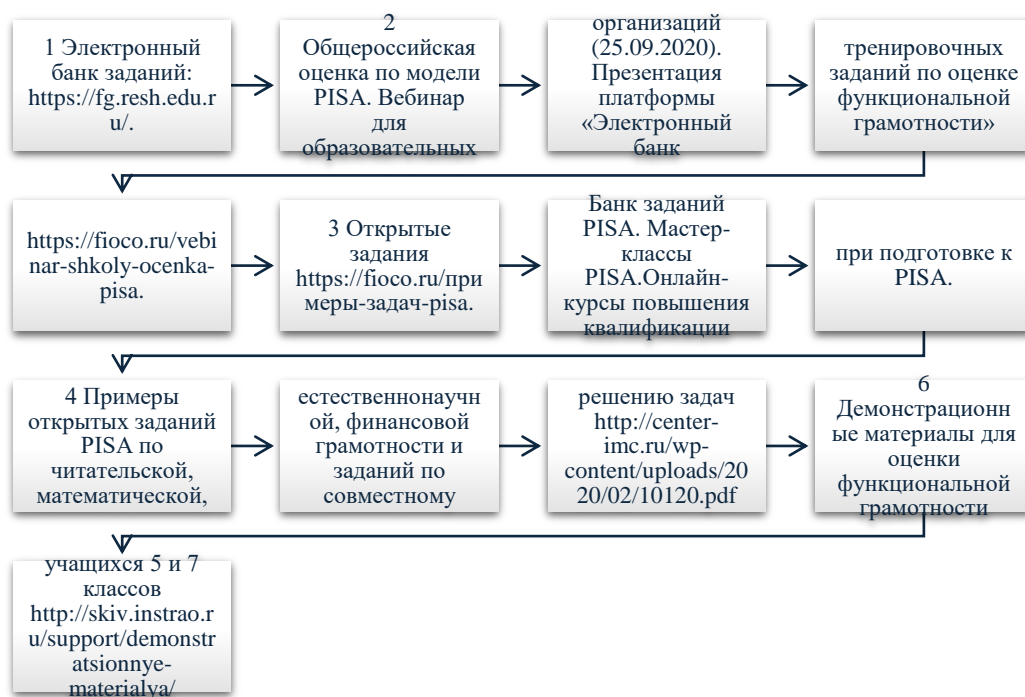 1 Электронный
банк заданий:
https://fg.resh.edu.r
u/.
2
Общероссийская
оценка по модели
PISA. Вебинар
для
образовательных
организаций
(25.09.2020).
Презентация
платформы
«Электронный
банк
тренировочных
заданий по оценке
функциональной
грамотности»
https://fioco.ru/vebi
nar-shkoly-ocenka-
pisa.
3 Открытые
задания
https://fioco.ru/при
меры-задач-pisa.
Банк заданий
PISA. Мастер-
классы
PISA.Онлайн-
курсы повышения
квалификации
при подготовке к
PISA.
4 Примеры
открытых заданий
PISA по
читательской,
математической,
естественнонаучн
ой, финансовой
грамотности и
заданий по
совместному
решению задач
http://center-
imc.ru/wp-
content/uploads/20
20/02/10120.pdf
6
Демонстрационн
ые материалы для
оценки
функциональной
грамотности
учащихся 5 и 7
классов
http://skiv.instrao.r
u/support/demonstr
atsionnye-
materialya/